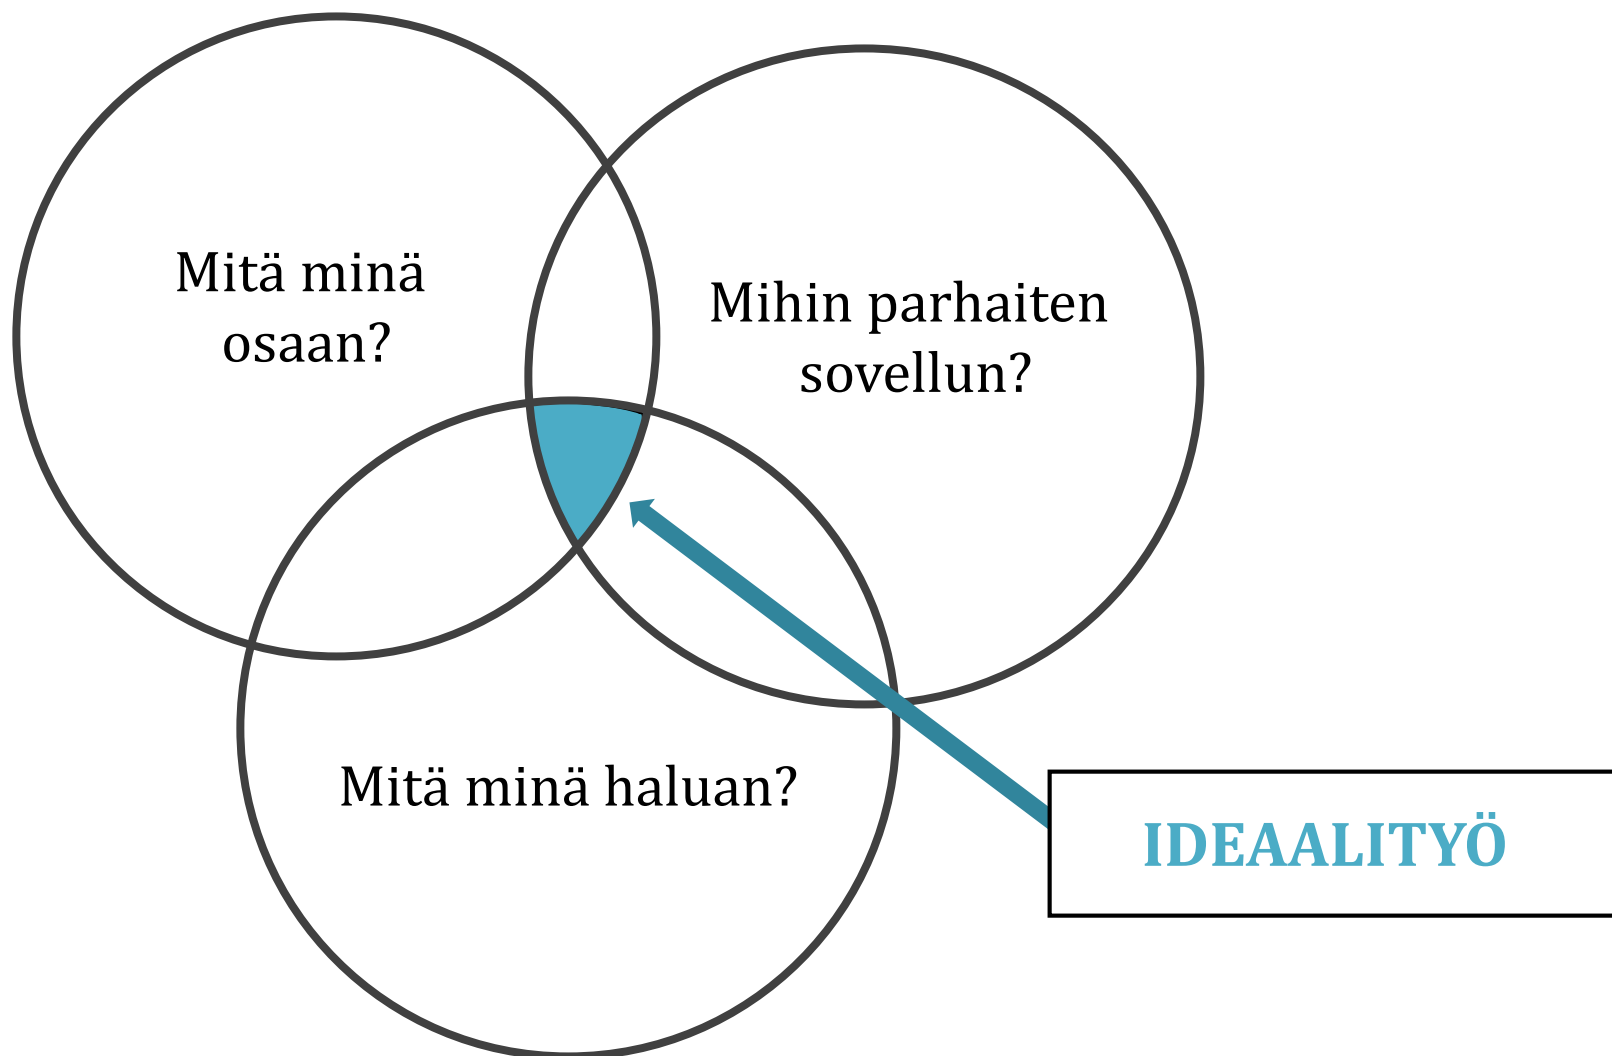 Mitä minä
osaan?
Mihin parhaiten
sovellun?
Mitä minä haluan?
IDEAALITYÖ